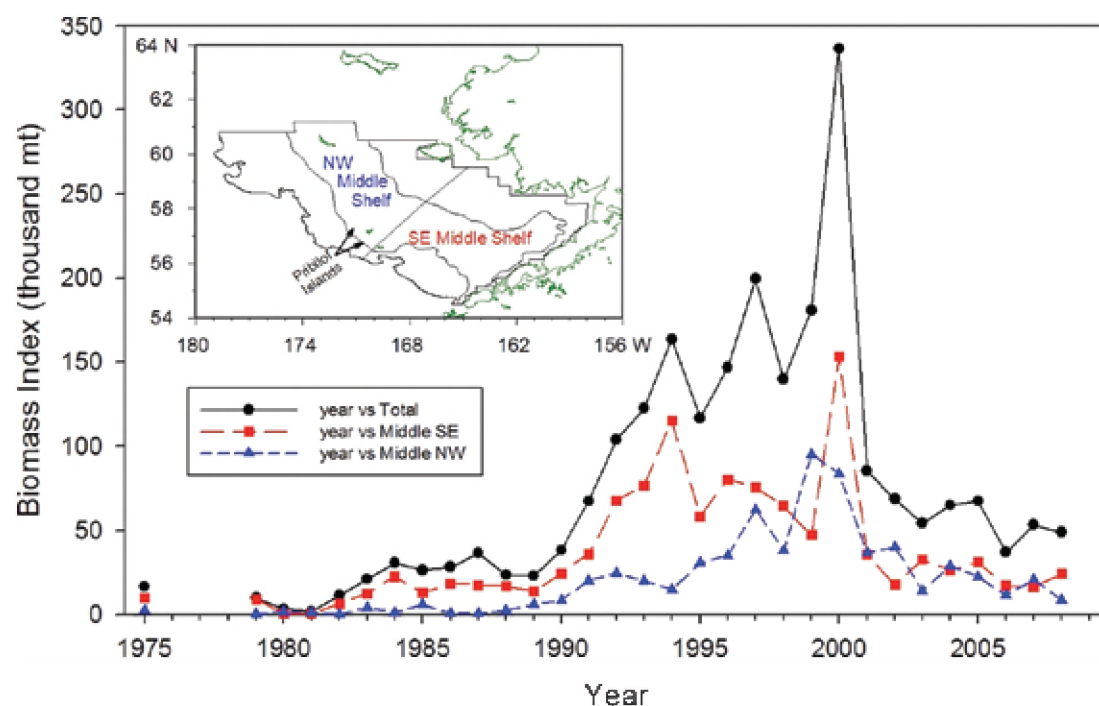 350
300
250
200
150
100
50
0
Biomass Index (thousand mt)
64 N
62
60
58
56
54
180
174
168
162
156 W
NW
Middle
Shelf
SE Middle Shelf
Pribilof
Islands
year vs Total
year vs Middle SE
year vs Middle NW
1975
1980
1985
1990
1995
2000
2005
Year